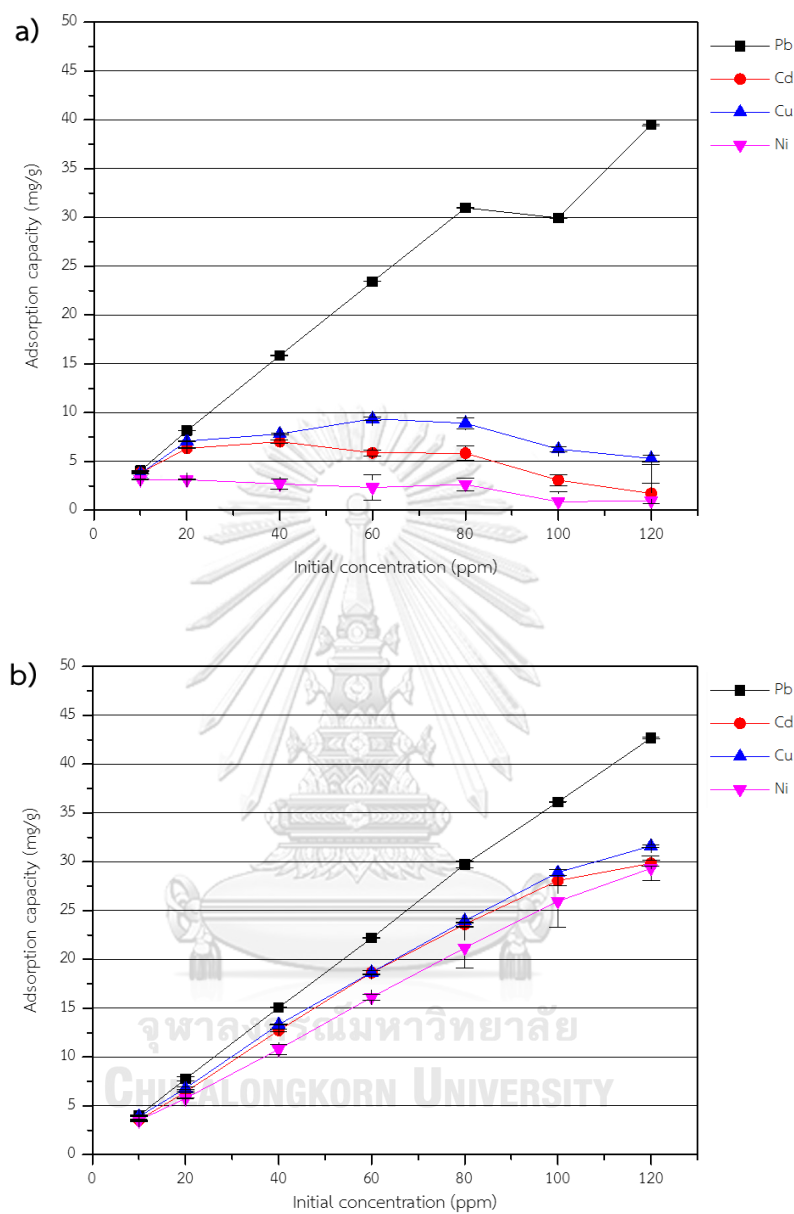 a)
50
45
40
35
30
25
20
15
10
5
0
Adsorption capacity (mg/g)
0 20 40 60 80 100 120
Initial concentration (ppm)
Pb
Cd
Cu
Ni
b)
50
45
40
35
30
25
20
15
10
5
0
Adsorption capacity (mg/g)
0 20 40 60 80 100 120
Initial concentration (ppm)
Pb
Cd
Cu
Ni
จุฬาลงกรณ์มหาวิทยาลัย
CHULALONGKORN UNIVERSITY